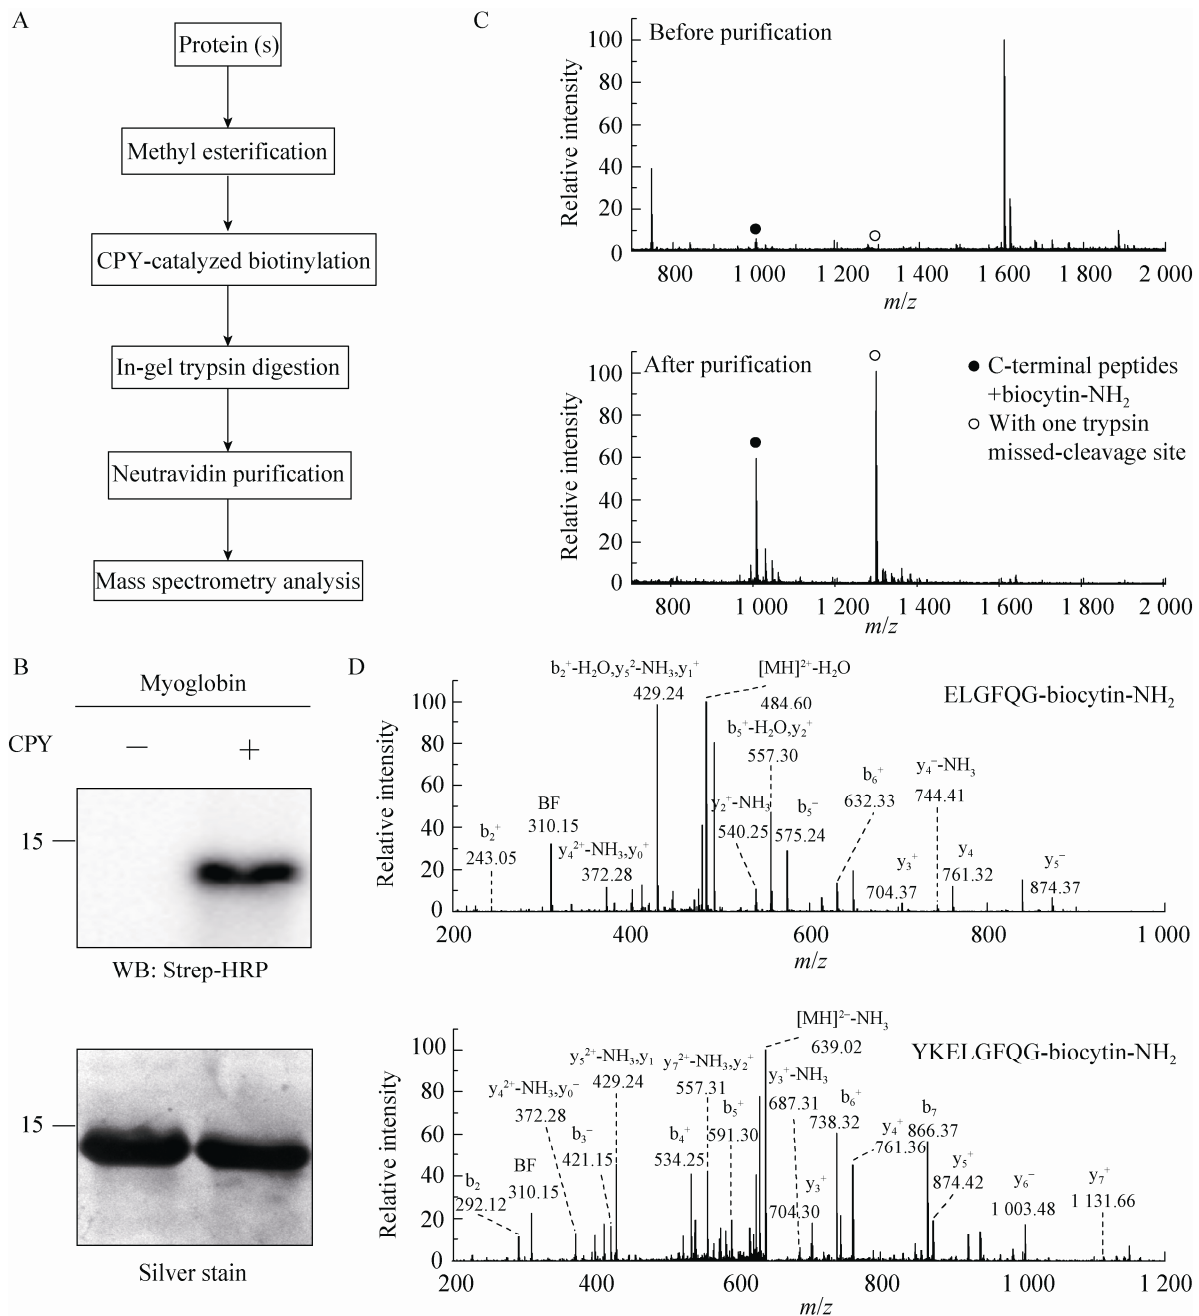 A
Protein (s)
Methyl esterification
CPY-catalyzed biotinylation
In-gel trypsin digestion
Neutravidin purification
Mass spectrometry analysis
B
Myoglobin
CPY − +
15
WB: Strep-HRP
15
Silver stain
C
Before purification
Relative intensity
100
80
60
40
20
0
800 1 000 1 200 1 400 1 600 1 800 2 000
m/z
After purification
● C-terminal peptides
+biocytin-NH₂
○ With one trypsin
missed-cleavage site
Relative intensity
100
80
60
40
20
0
800 1 000 1 200 1 400 1 600 1 800 2 000
m/z
D
ELGFQG-biocytin-NH₂
Relative intensity
100
80
60
40
20
0
b₂⁺
243.05
BF
310.15
y₄²⁺-NH₃,y₀⁺
372.28
b₂⁺-H₂O,y₅²-NH₃,y₁⁺
429.24
[MH]²⁺-H₂O
484.60
y₂⁺-NH₃
540.25
b₅⁺-H₂O,y₂⁺
557.30
b₅⁻
575.24
b₆⁺
632.33
y₃⁺
704.37
y₄⁻-NH₃
744.41
y₄
761.32
y₅⁻
874.37
200 400 600 800 1 000
m/z
YKELGFQG-biocytin-NH₂
Relative intensity
100
80
60
40
20
0
b₂
292.12
BF
310.15
y₄²⁺-NH₃,y₀⁻
372.28
b₃⁻
421.15
y₅²⁺-NH₃,y₁
429.24
b₄⁺
534.25
y₇²⁺-NH₃,y₂⁺
557.31
b₅⁺
591.30
[MH]²⁻-NH₃
639.02
y₃⁺-NH₃
687.31
y₃⁺
704.30
b₆⁺
738.32
y₄⁺
761.36
b₇
866.37
y₅⁺
874.42
y₆⁻
1 003.48
y₇⁺
1 131.66
200 400 600 800 1 000 1 200
m/z